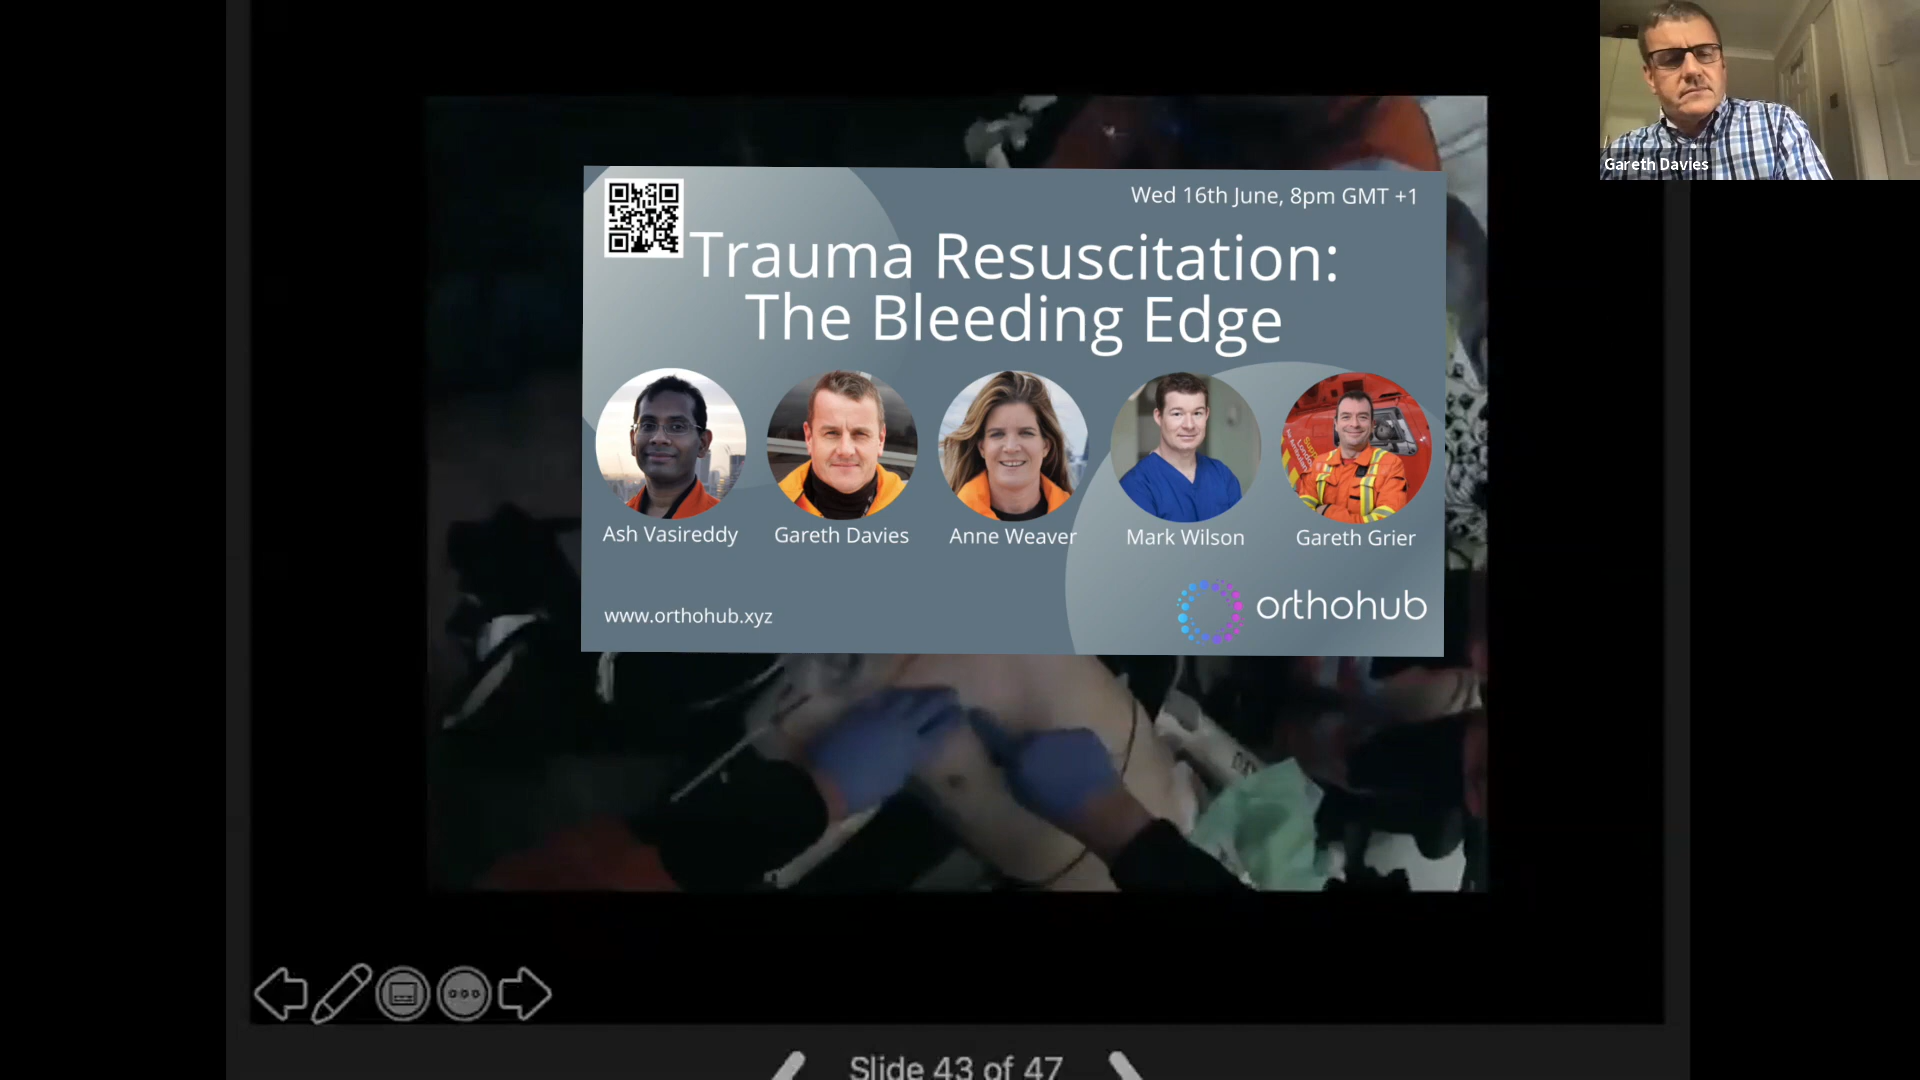 Gareth Davies
Wed 16th June, 8pm GMT +1
Trauma Resuscitation:
The Bleeding Edge
Ash Vasireddy
Gareth Davies
Anne Weaver
Mark Wilson
Gareth Grier
www.orthohub.xyz
orthohub
Slide 43 of 47